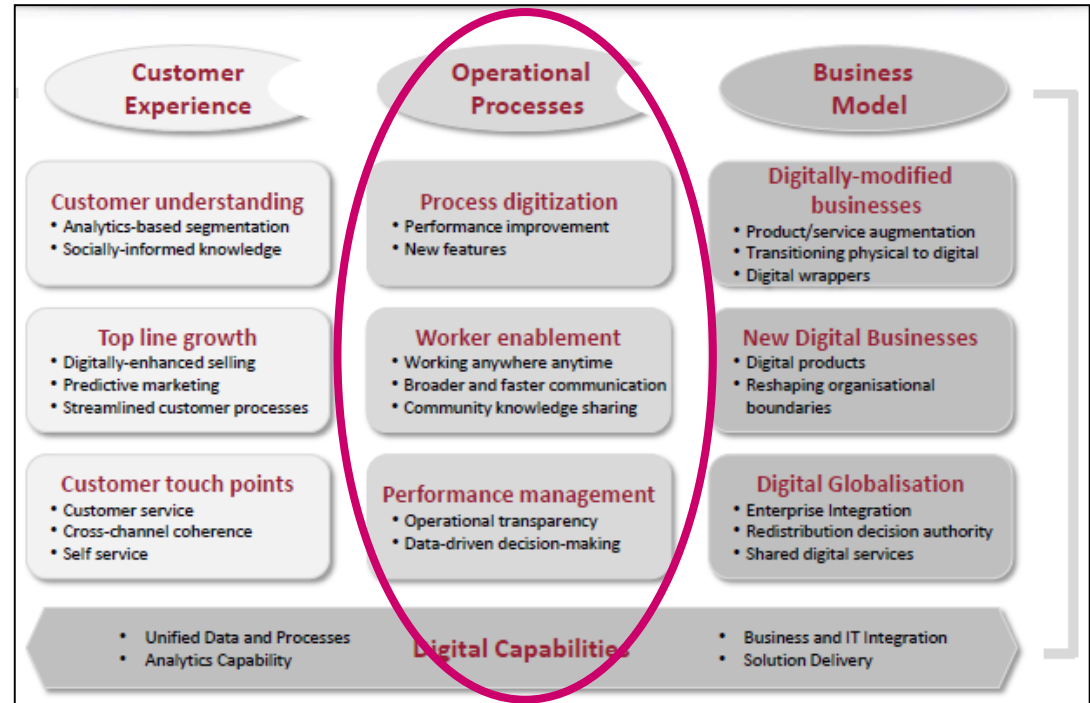 Customer
Experience
Operational
Processes
Business
Model
Customer understanding
• Analytics-based segmentation
• Socially-informed knowledge
Process digitization
• Performance improvement
• New features
Digitally-modified
businesses
• Product/service augmentation
• Transitioning physical to digital
• Digital wrappers
Top line growth
• Digitally-enhanced selling
• Predictive marketing
• Streamlined customer processes
Worker enablement
• Working anywhere anytime
• Broader and faster communication
• Community knowledge sharing
New Digital Businesses
• Digital products
• Reshaping organisational
boundaries
Customer touch points
• Customer service
• Cross-channel coherence
• Self service
Performance management
• Operational transparency
• Data-driven decision-making
Digital Globalisation
• Enterprise Integration
• Redistribution decision authority
• Shared digital services
• Unified Data and Processes
• Analytics Capability
Digital Capabilities
• Business and IT Integration
• Solution Delivery